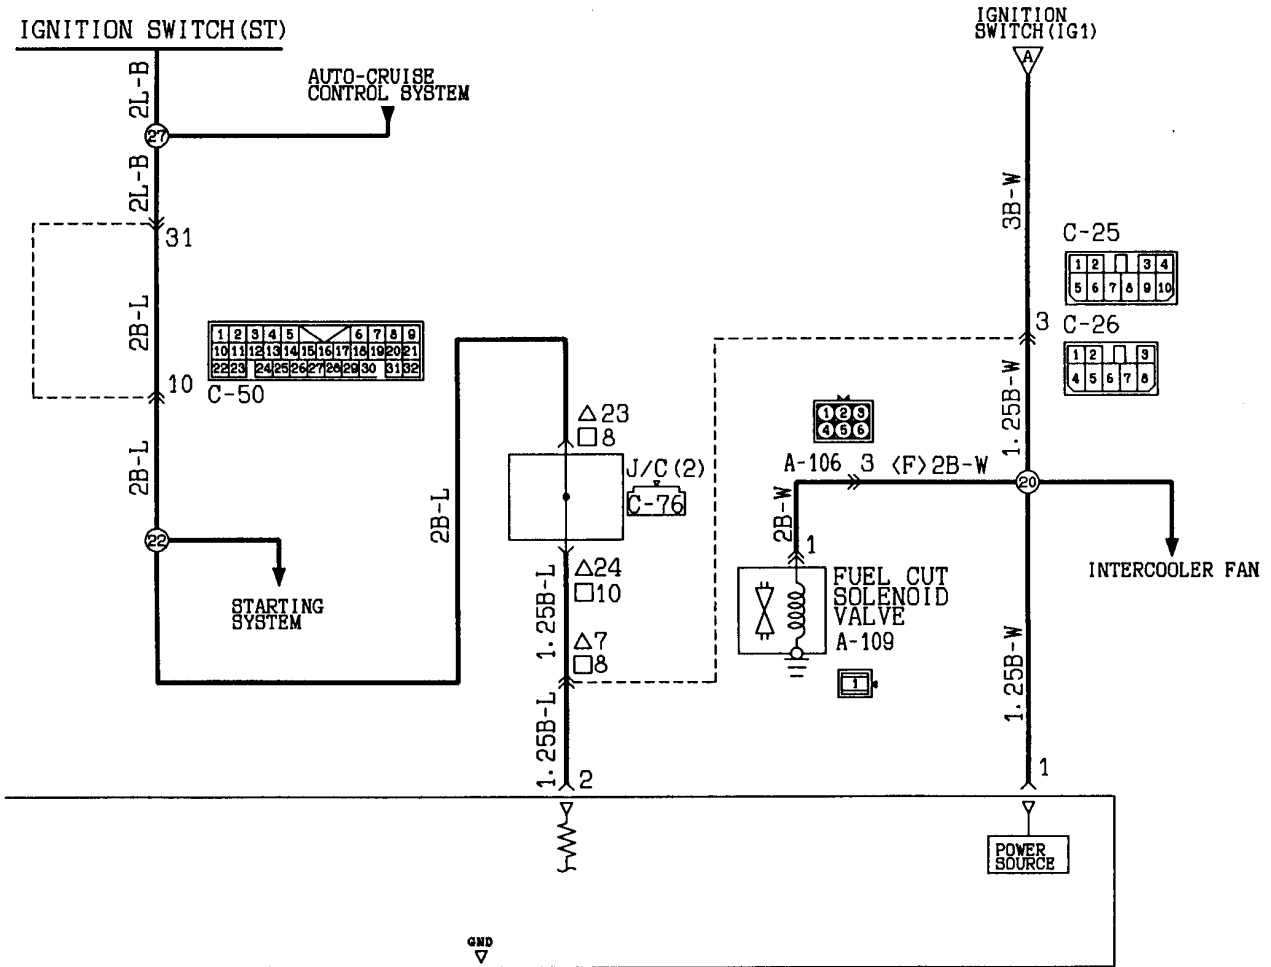 IGNITION SWITCH(ST)
IGNITION
SWITCH(IG1)
A
2L-B
AUTO-CRUISE
CONTROL SYSTEM
27
2L-B
31
3B-W
C-25
1 2 3 4
5 6 7 8 9 10
2B-L
1 2 3 4 5 6 7 8 9
10 11 12 13 14 15 16 17 18 19 20 21
22 23 24 25 26 27 28 29 30 31 32
C-50
10
3
C-26
1 2 3
4 5 6 7 8
1.25B-W
2B-L
△23
□8
J/C(2)
C-76
1 2 3
4 5 6
A-106 3 〈F〉2B-W
20
2B-L
2B-W
1
22
STARTING
SYSTEM
△24
□10
1.25B-L
△7
□8
FUEL CUT
SOLENOID
VALVE
A-109
1
INTERCOOLER FAN
1.25B-W
1.25B-L
2
1
POWER
SOURCE
GND